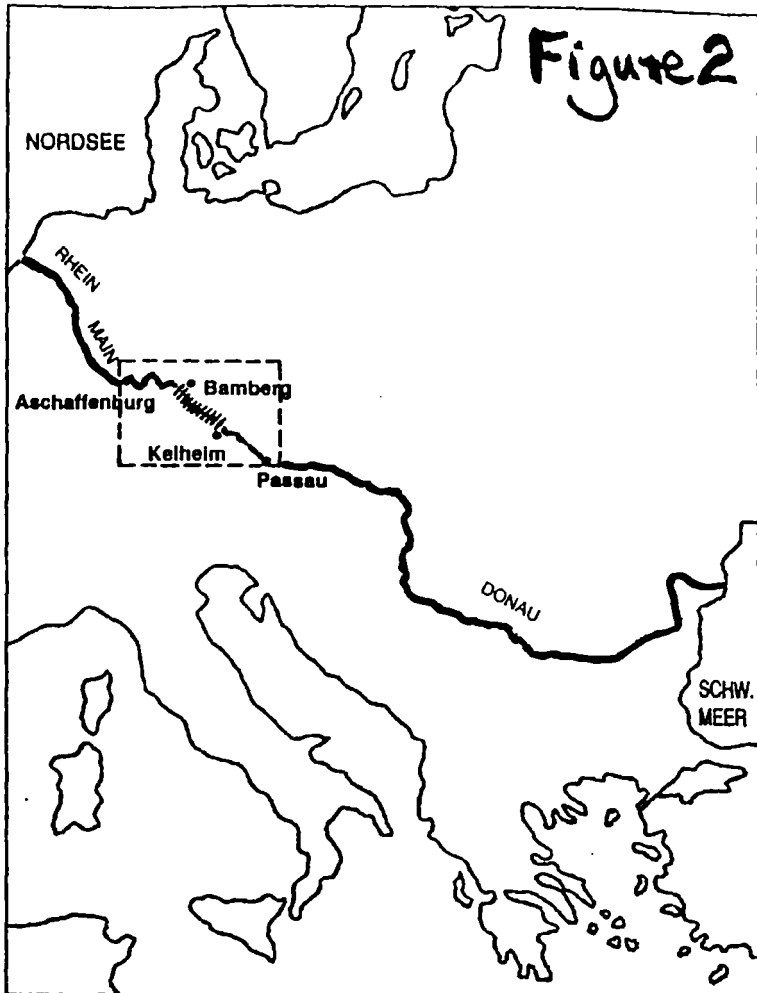 Figure 2
NORDSEE
RHEIN
MAIN
Bamberg
Aschaffenburg
Kelheim
Passau
DONAU
SCHW.
MEER